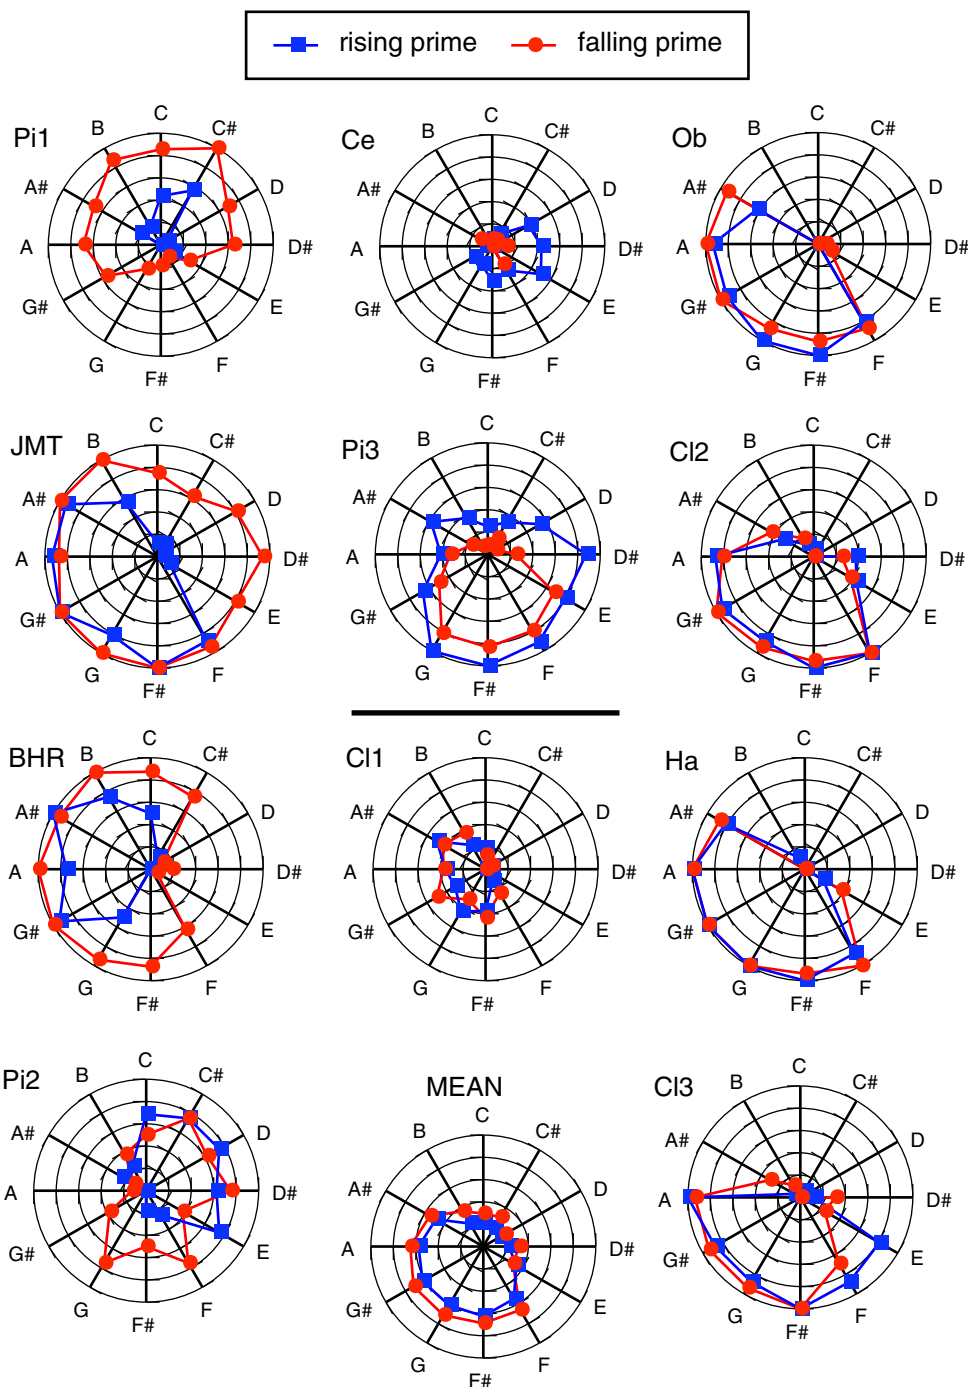 rising prime falling prime
Pi1 Ce Ob
C C C
B C# B C# B C#
A# D A# D A# D
A D# A D# A D#
G# E G# E G# E
G F G F G F
F# F# F#
JMT Pi3 Cl2
C C C
B C# B C# B C#
A# D A# D A# D
A D# A D# A D#
G# E G# E G# E
G F G F G F
F# F# F#
BHR Cl1 Ha
C C C
B C# B C# B C#
A# D A# D A# D
A D# A D# A D#
G# E G# E G# E
G F G F G F
F# F# F#
Pi2 MEAN Cl3
C C C
B C# B C# B C#
A# D A# D A# D
A D# A D# A D#
G# E G# E G# E
G F G F G F
F# F#